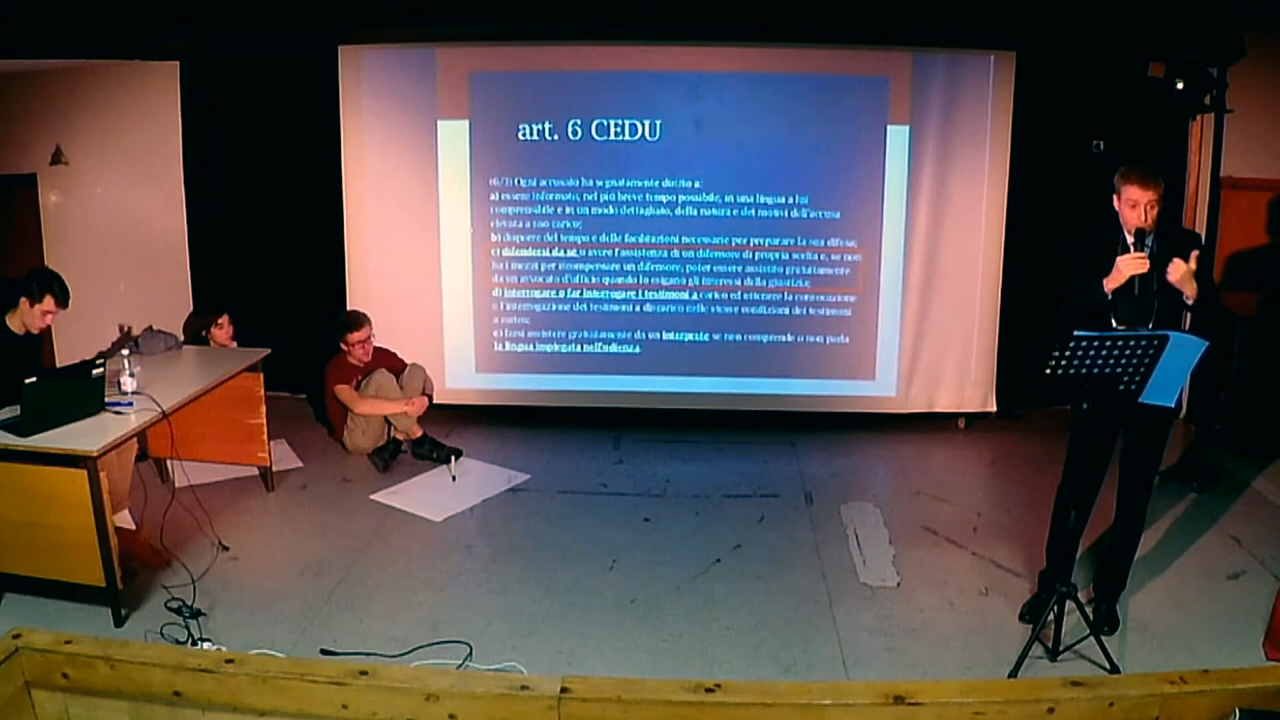 art. 6 CEDU
(6/3) Ogni accusato ha segnatamente diritto a:
a) essere informato, nel più breve tempo possibile, in una lingua a lui
comprensibile e in un modo dettagliato, della natura e dei motivi dell'accusa
elevata a suo carico;
b) disporre del tempo e delle facilitazioni necessarie per preparare la sua difesa;
c) difendersi da sé o avere l'assistenza di un difensore di propria scelta e, se non
ha i mezzi per ricompensare un difensore, poter essere assistito gratuitamente
da un avvocato d'ufficio quando lo esigano gli interessi della giustizia;
d) interrogare o far interrogare i testimoni a carico ed ottenere la convocazione
e l'interrogazione dei testimoni a discarico nelle stesse condizioni dei testimoni
a carico;
e) farsi assistere gratuitamente da un interprete se non comprende o non parla
la lingua impiegata nell'udienza.